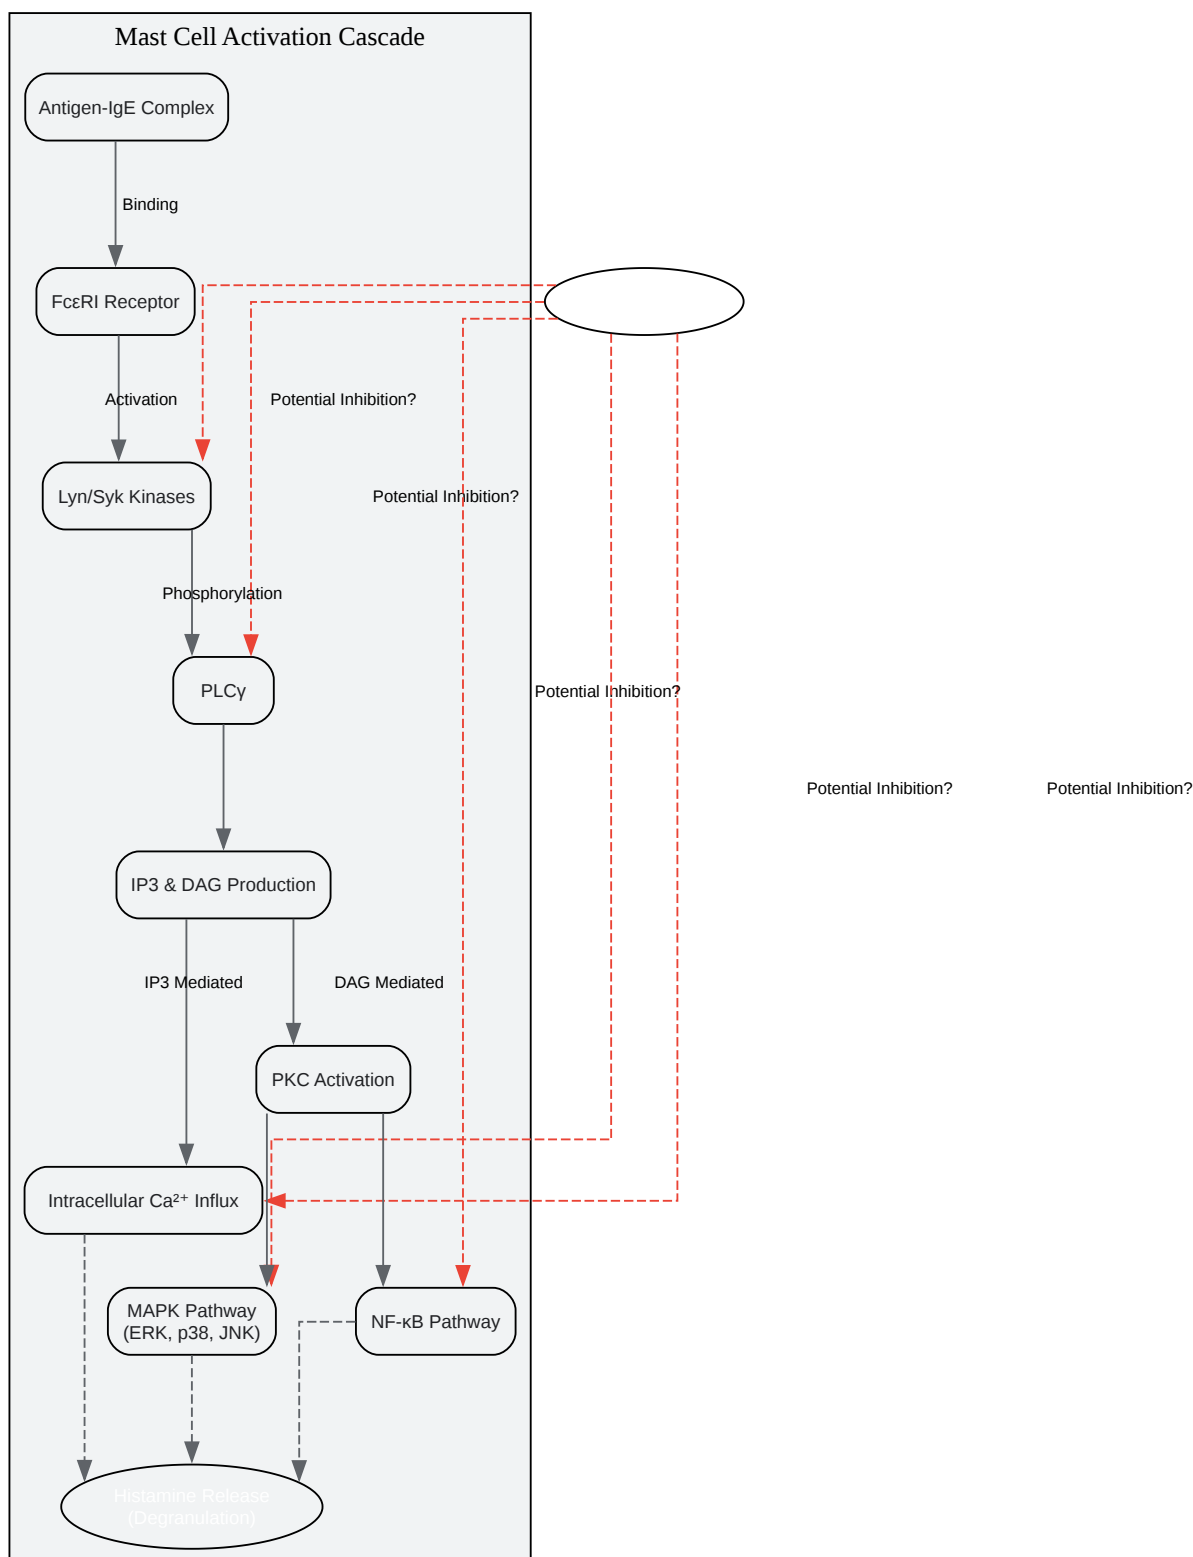 Mast Cell Activation Cascade
Antigen-IgE Complex
Binding
FcεRI Receptor
Activation
Potential Inhibition?
Lyn/Syk Kinases
Potential Inhibition?
Phosphorylation
PLCγ
Potential Inhibition?
Potential Inhibition?
Potential Inhibition?
IP3 & DAG Production
IP3 Mediated
DAG Mediated
PKC Activation
Intracellular Ca²⁺ Influx
MAPK Pathway
(ERK, p38, JNK)
NF-κB Pathway
Histamine Release
(Degranulation)